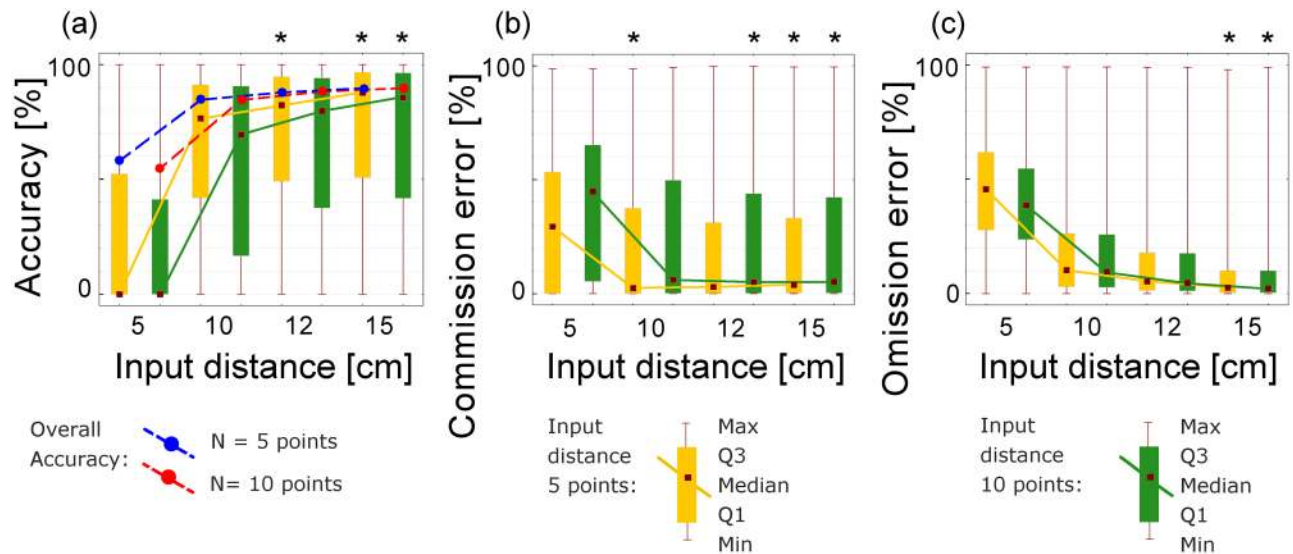 (a)
* * *
Accuracy [%]
100
0
5 10 12 15
Input distance [cm]
(b)
* * * *
Commission error [%]
100
0
5 10 12 15
Input distance [cm]
(c)
* *
Omission error [%]
100
0
5 10 12 15
Input distance [cm]
Overall
Accuracy:
N = 5 points
N= 10 points
Input
distance
5 points:
Max
Q3
Median
Q1
Min
Input
distance
10 points:
Max
Q3
Median
Q1
Min